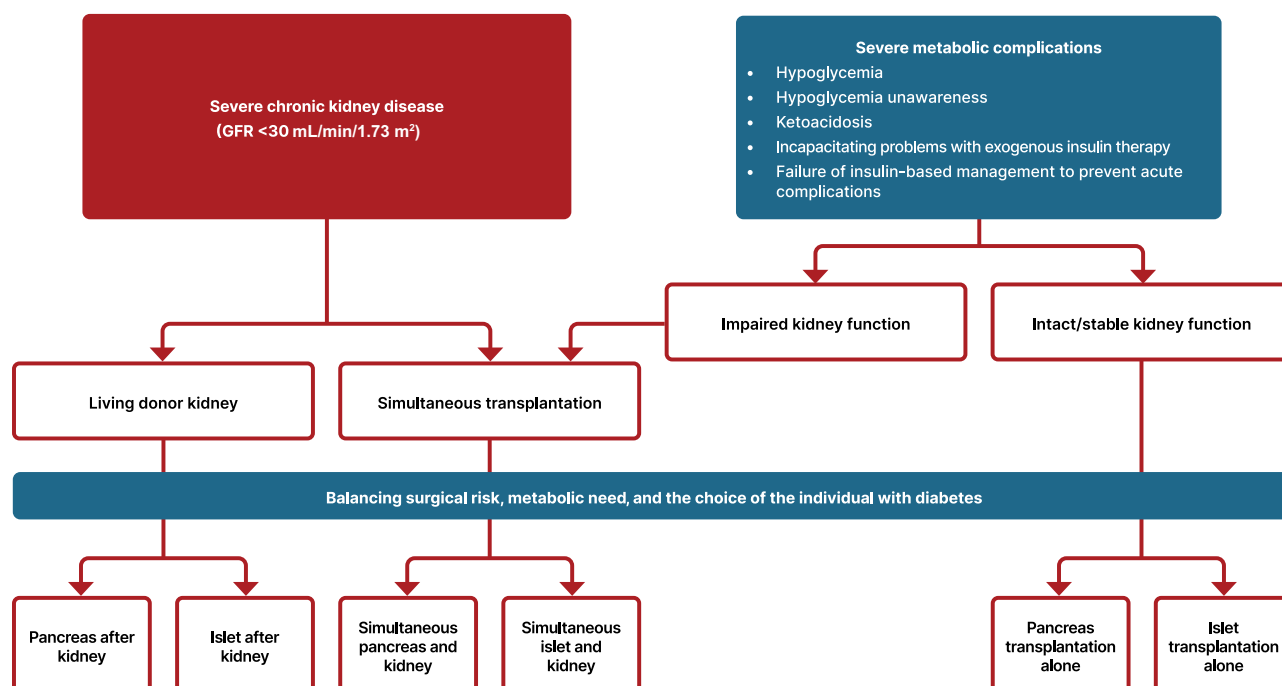 Severe chronic kidney disease
(GFR <30 mL/min/1.73 m²)
Severe metabolic complications
• Hypoglycemia
• Hypoglycemia unawareness
• Ketoacidosis
• Incapacitating problems with exogenous insulin therapy
• Failure of insulin-based management to prevent acute
complications
Impaired kidney function
Intact/stable kidney function
Living donor kidney
Simultaneous transplantation
Balancing surgical risk, metabolic need, and the choice of the individual with diabetes
Pancreas after
kidney
Islet after
kidney
Simultaneous
pancreas and
kidney
Simultaneous
islet and
kidney
Pancreas
transplantation
alone
Islet
transplantation
alone